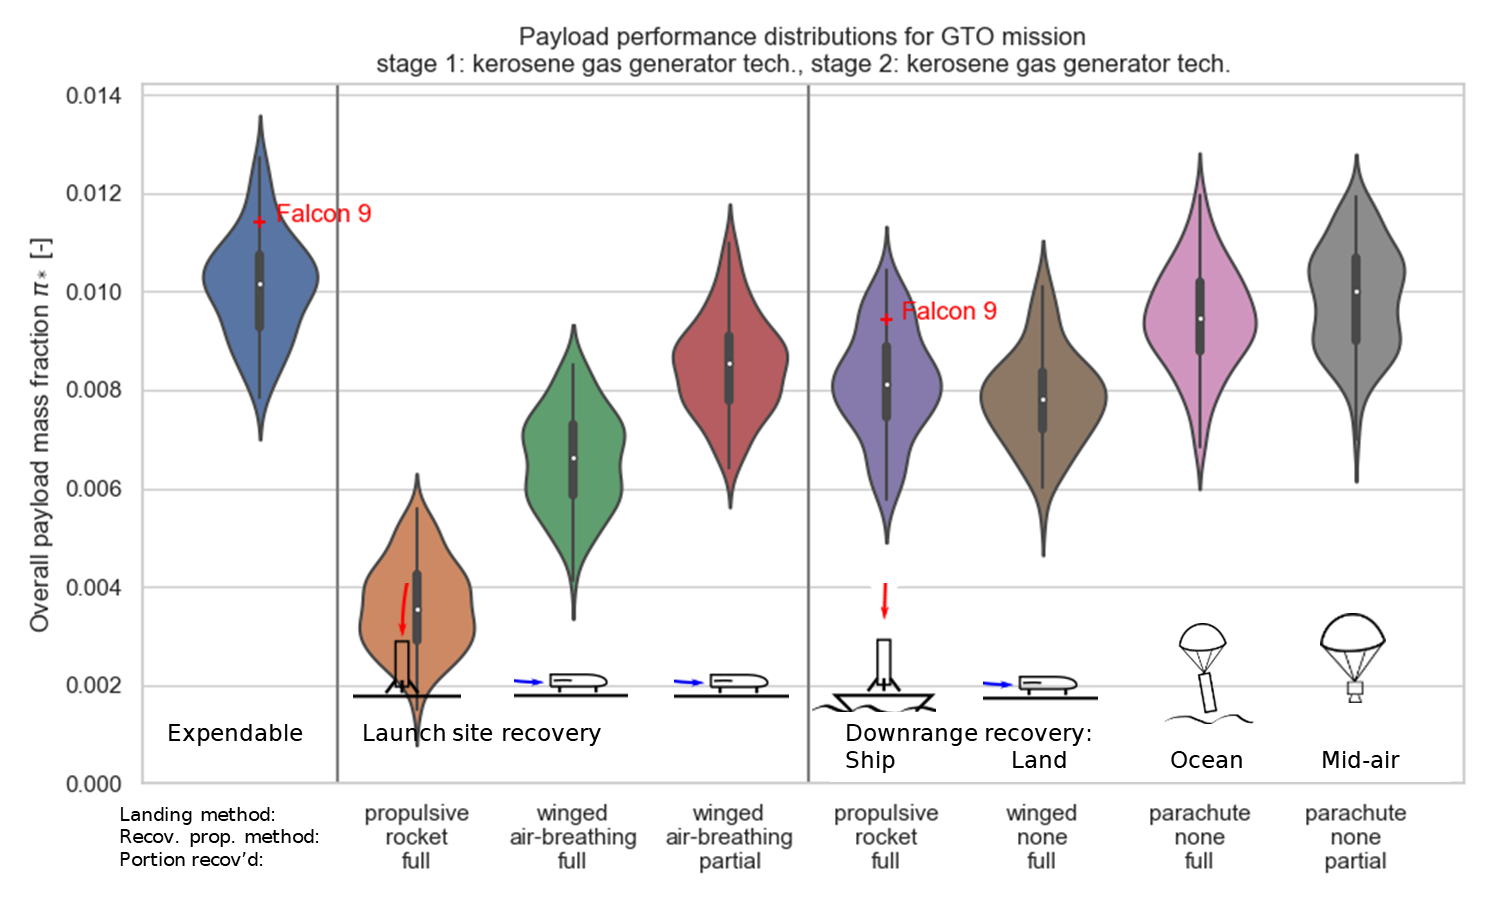 Payload performance distributions for GTO mission
stage 1: kerosene gas generator tech., stage 2: kerosene gas generator tech.
Overall payload mass fraction π* [-]
0.014
0.012
0.010
0.008
0.006
0.004
0.002
0.000
Falcon 9
Falcon 9
Expendable
Launch site recovery
Downrange recovery:
Ship
Land
Ocean
Mid-air
Landing method:
Recov. prop. method:
Portion recov’d:
propulsive
rocket
full
winged
air-breathing
full
winged
air-breathing
partial
propulsive
rocket
full
winged
none
full
parachute
none
full
parachute
none
partial